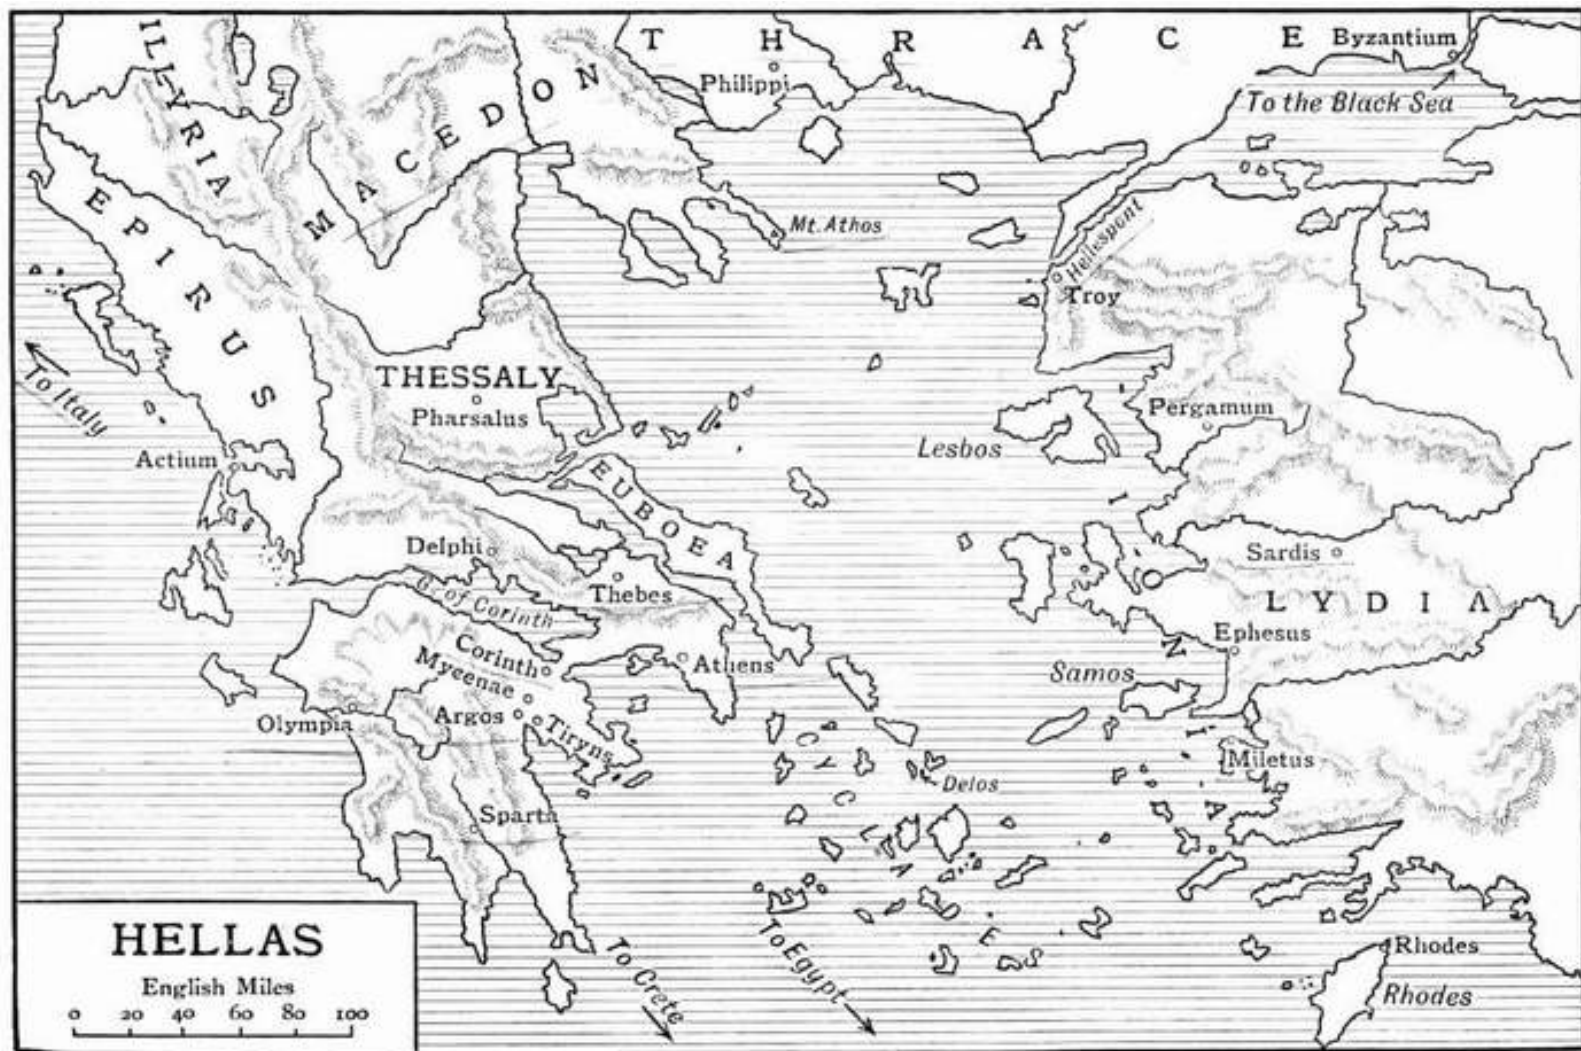 THRACE
ILLYRIA
MACEDON
EPIRUS
Byzantium
Philippi
To the Black Sea
Mt. Athos
Hellespont
Troy
To Italy
THESSALY
Pharsalus
Pergamum
Lesbos
Actium
EUBOEA
IONIA
Delphi
Sardis
Thebes
G. of Corinth
LYDIA
Ephesus
Corinth
Athens
Samos
Mycenae
Olympia
Argos
Tiryns
CYCLADES
Miletus
Delos
Sparta
To Crete
To Egypt
Rhodes
Rhodes
HELLAS
English Miles
0 20 40 60 80 100